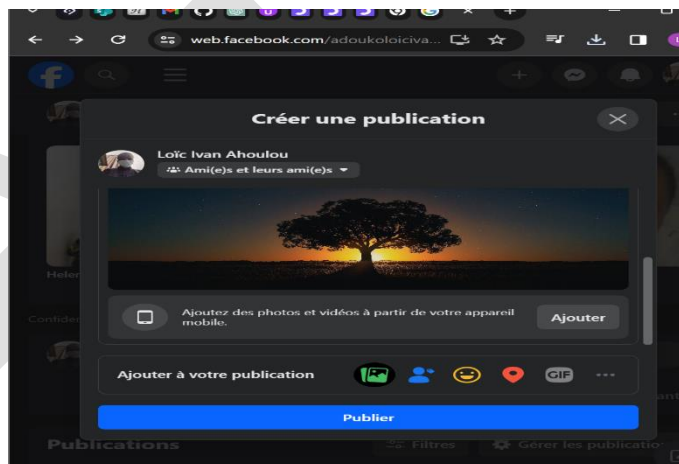 web.facebook.com/adoukoloiciva...
Créer une publication
Loïc Ivan Ahoulou
Ami(e)s et leurs ami(e)s
Helen
Confiden
Ajoutez des photos et vidéos à partir de votre appareil
mobile.
Ajouter
Ajouter à votre publication
GIF
Publier
Publications
Filtres
Gérer les publicatio